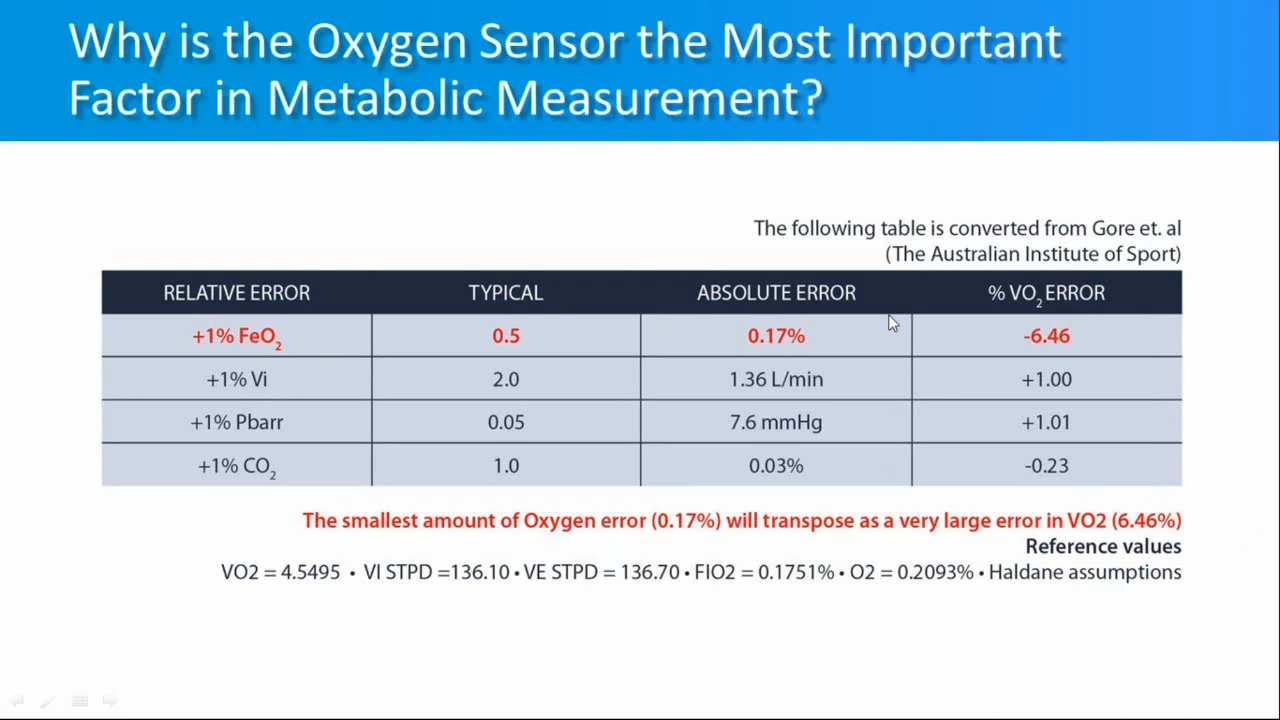 Why is the Oxygen Sensor the Most Important
Factor in Metabolic Measurement?
The following table is converted from Gore et. al
(The Australian Institute of Sport)
RELATIVE ERROR TYPICAL ABSOLUTE ERROR % VO₂ ERROR
+1% FeO₂ 0.5 0.17% -6.46
+1% Vi 2.0 1.36 L/min +1.00
+1% Pbarr 0.05 7.6 mmHg +1.01
+1% CO₂ 1.0 0.03% -0.23
The smallest amount of Oxygen error (0.17%) will transpose as a very large error in VO2 (6.46%)
Reference values
VO2 = 4.5495 • VI STPD =136.10 • VE STPD = 136.70 • FIO2 = 0.1751% • O2 = 0.2093% • Haldane assumptions